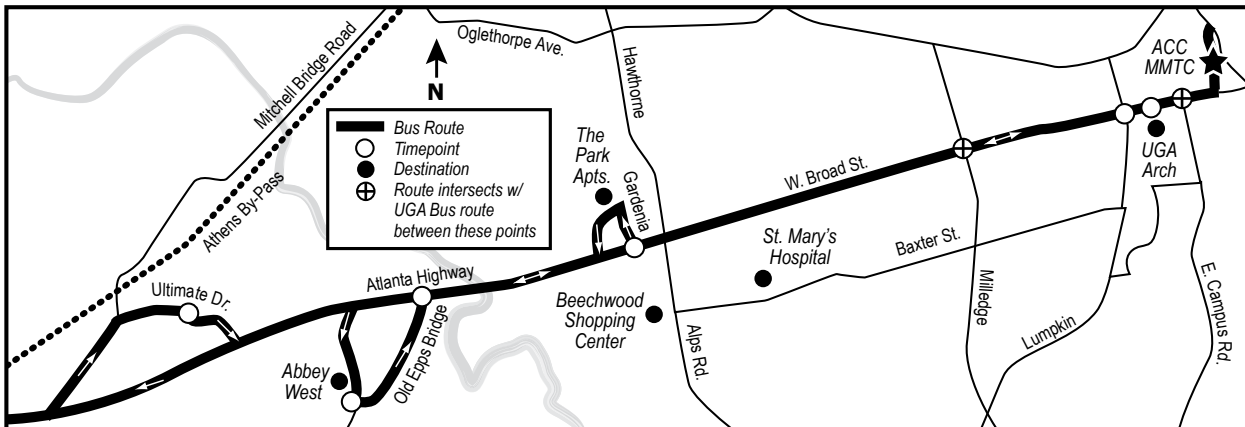 Oglethorpe Ave.
ACC
MMTC
Mitchell Bridge Road
Hawthorne
N
Bus Route
Timepoint
Destination
Route intersects w/
UGA Bus route
between these points
The
Park
Apts.
Gardenia
W. Broad St.
UGA
Arch
Athens By-Pass
St. Mary's
Hospital
Baxter St.
Atlanta Highway
Ultimate Dr.
Beechwood
Shopping
Center
Alps Rd.
Milledge
Lumpkin
E. Campus Rd.
Abbey
West
Old Epps Bridge